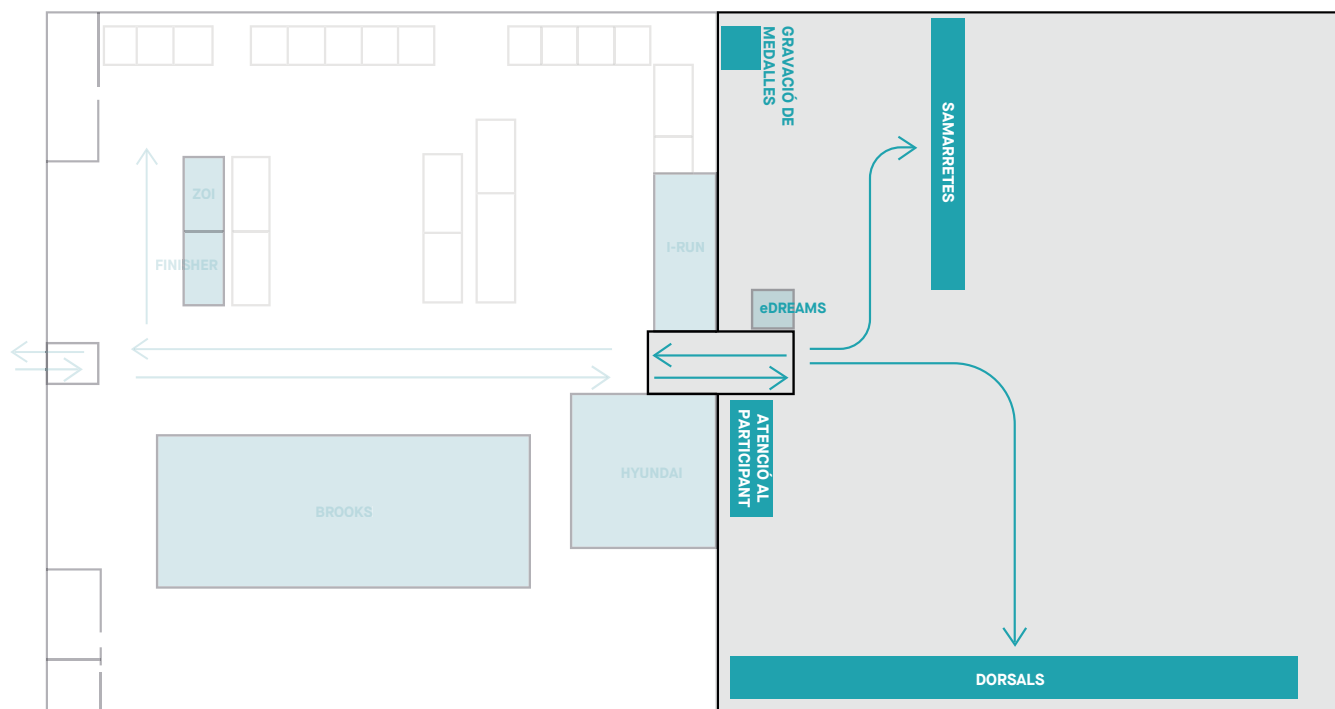 GRAVACIÓ DE
MEDALLES
SAMARRETES
ZOI
FINISHER
I-RUN
eDREAMS
ATENCIÓ AL
PARTICIPANT
HYUNDAI
BROOKS
DORSALS